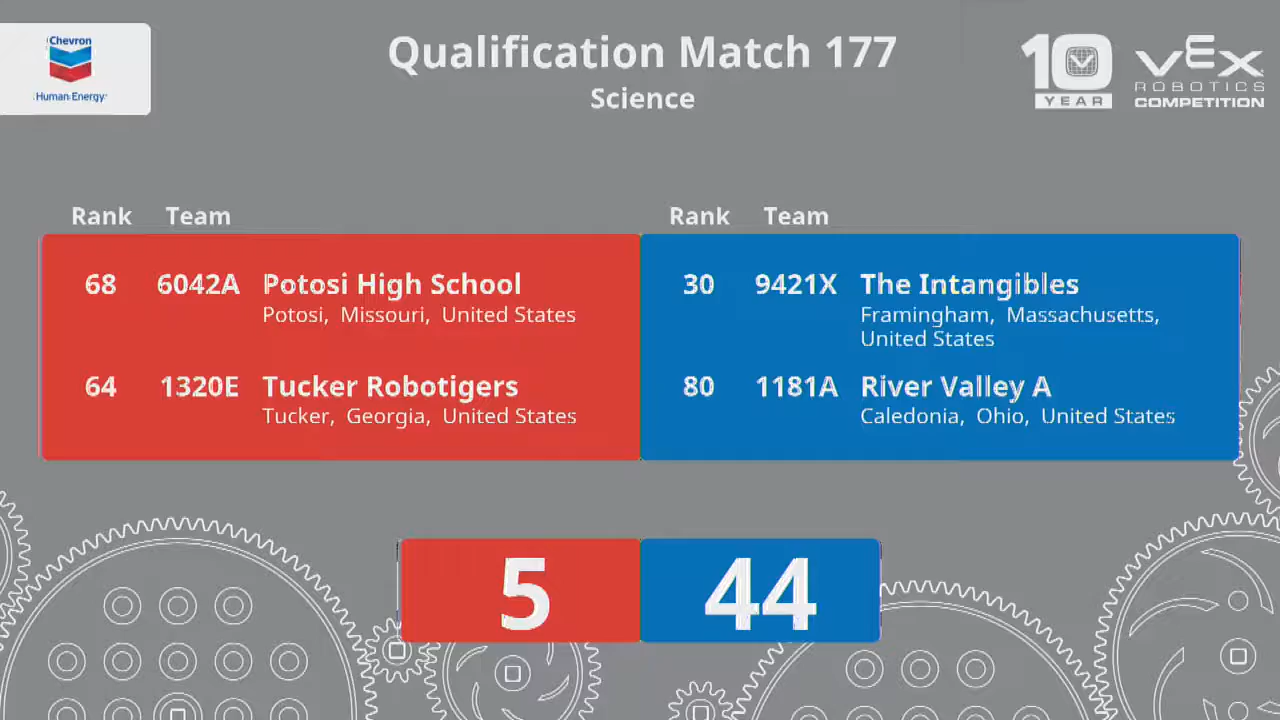 Chevron
Human Energy®
Qualification Match 177
Science
10
YEAR
VEX
ROBOTICS
COMPETITION
Rank Team
68 6042A Potosi High School
Potosi, Missouri, United States
64 1320E Tucker Robotigers
Tucker, Georgia, United States
Rank Team
30 9421X The Intangibles
Framingham, Massachusetts,
United States
80 1181A River Valley A
Caledonia, Ohio, United States
5 44